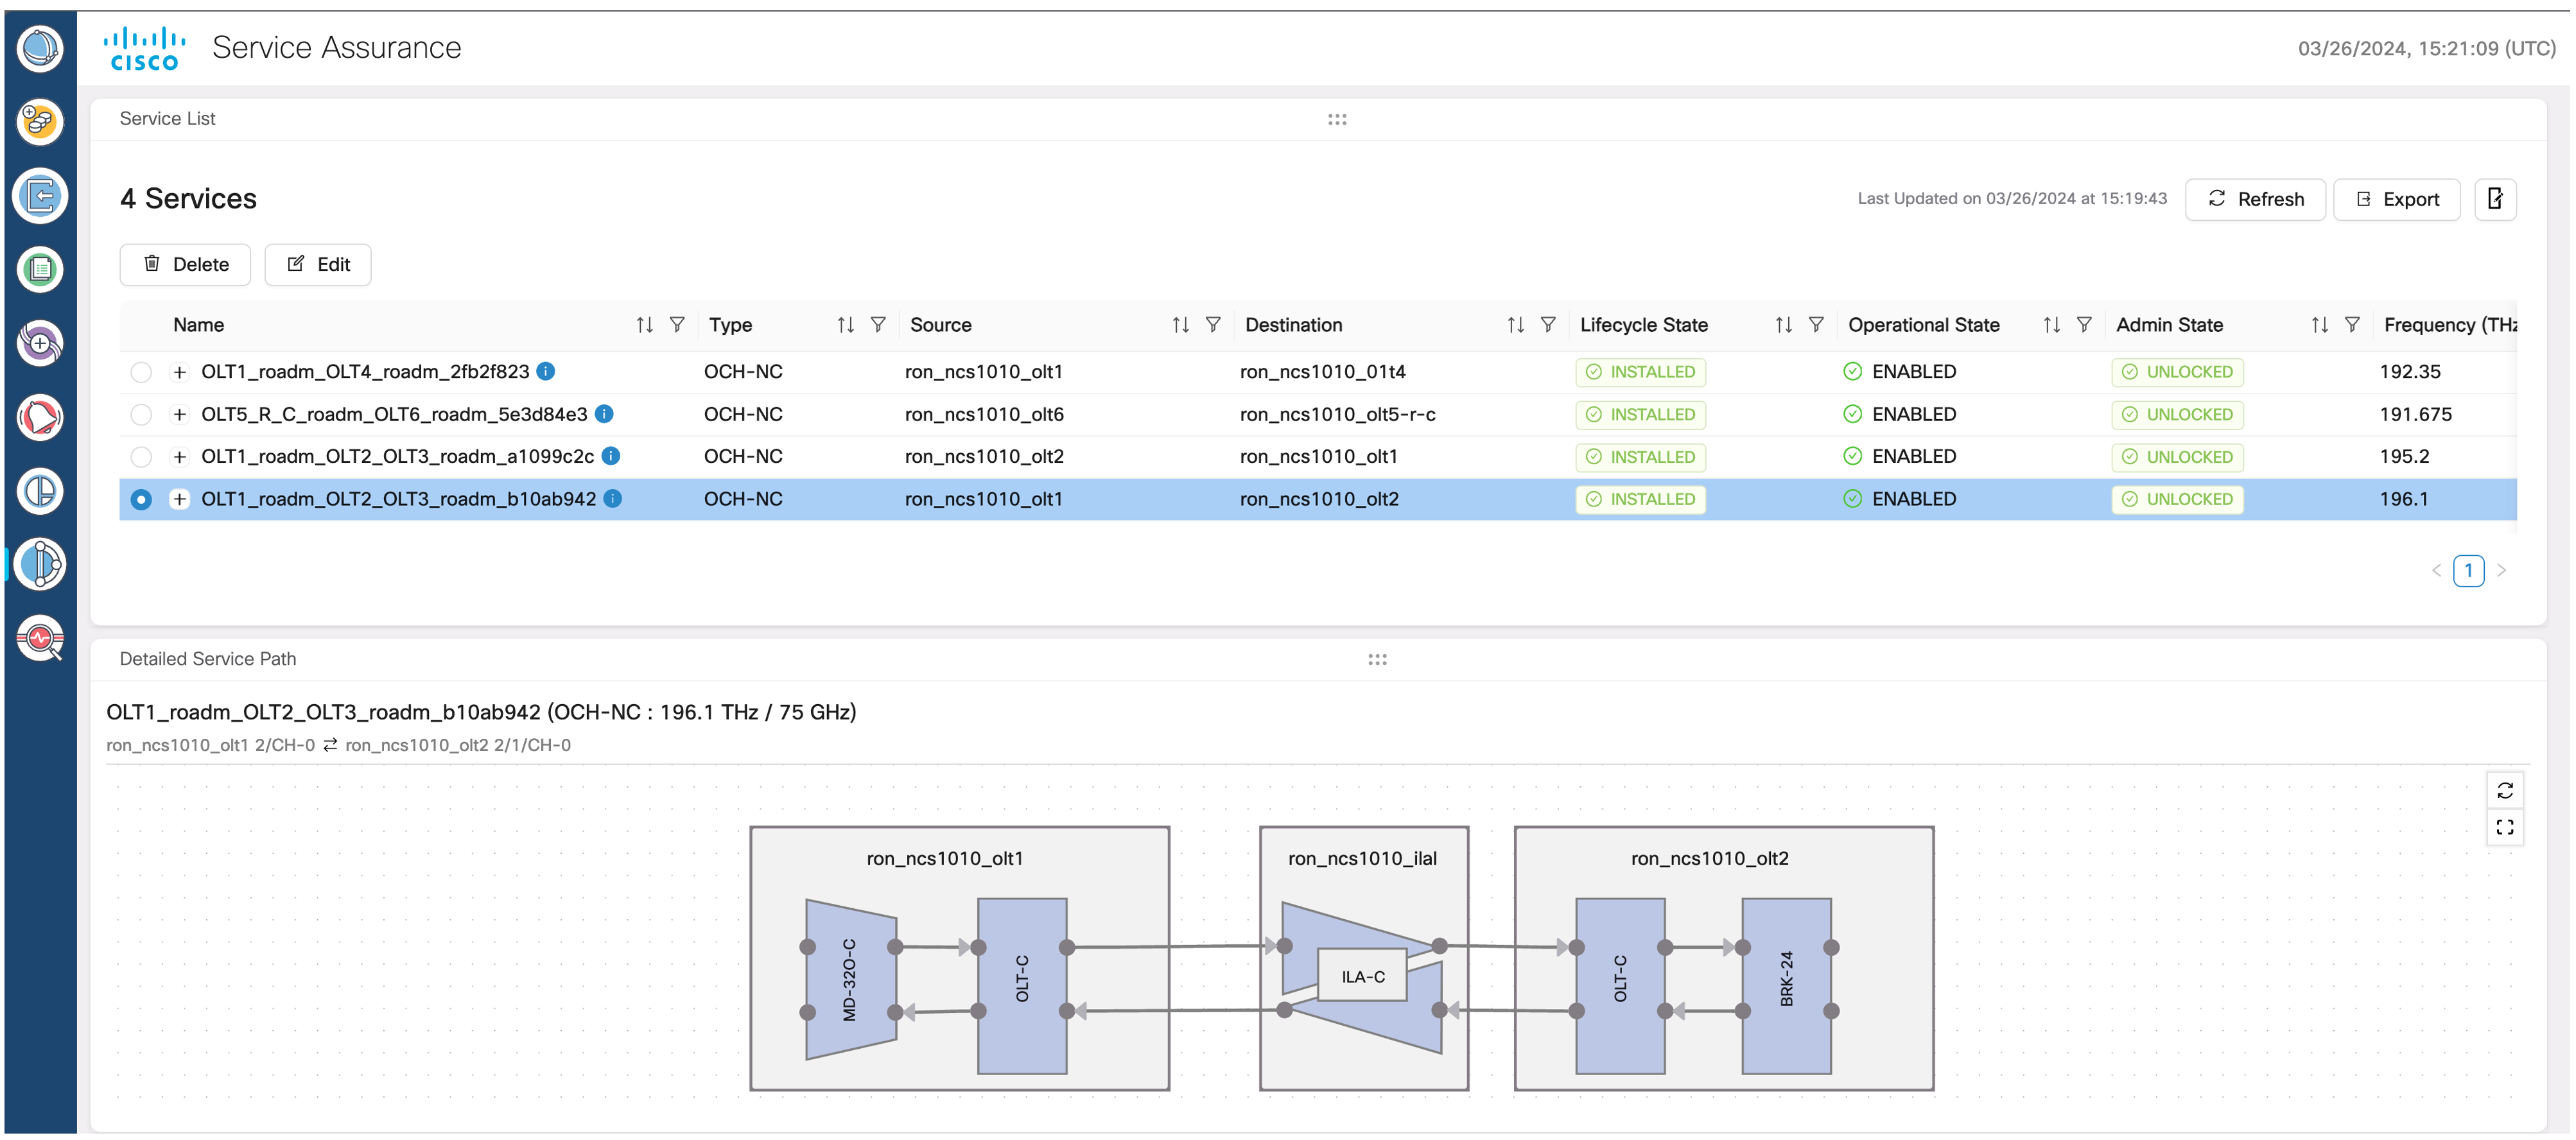 CISCO Service Assurance 03/26/2024, 15:21:09 (UTC)
Service List
4 Services Last Updated on 03/26/2024 at 15:19:43 Refresh Export
Delete Edit
Name Type Source Destination Lifecycle State Operational State Admin State Frequency (THz
OLT1_roadm_OLT4_roadm_2fb2f823 OCH-NC ron_ncs1010_olt1 ron_ncs1010_01t4 INSTALLED ENABLED UNLOCKED 192.35
OLT5_R_C_roadm_OLT6_roadm_5e3d84e3 OCH-NC ron_ncs1010_olt6 ron_ncs1010_olt5-r-c INSTALLED ENABLED UNLOCKED 191.675
OLT1_roadm_OLT2_OLT3_roadm_a1099c2c OCH-NC ron_ncs1010_olt2 ron_ncs1010_olt1 INSTALLED ENABLED UNLOCKED 195.2
OLT1_roadm_OLT2_OLT3_roadm_b10ab942 OCH-NC ron_ncs1010_olt1 ron_ncs1010_olt2 INSTALLED ENABLED UNLOCKED 196.1
1
Detailed Service Path
OLT1_roadm_OLT2_OLT3_roadm_b10ab942 (OCH-NC : 196.1 THz / 75 GHz)
ron_ncs1010_olt1 2/CH-0 ⇄ ron_ncs1010_olt2 2/1/CH-0
ron_ncs1010_olt1 ron_ncs1010_ilal ron_ncs1010_olt2
MD-32O-C OLT-C ILA-C OLT-C BRK-24